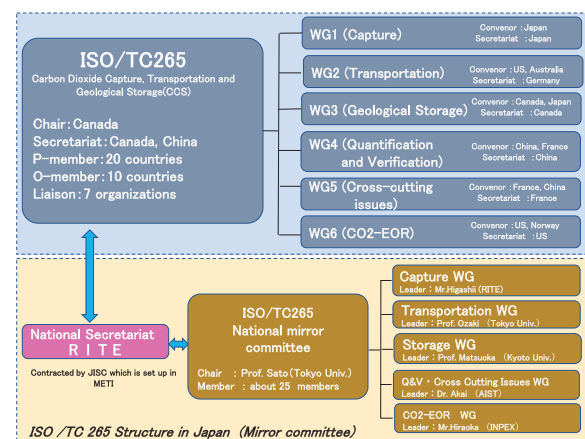 ISO/TC265
Carbon Dioxide Capture, Transportation and
Geological Storage(CCS)
Chair：Canada
Secretariat：Canada, China
P-member：20 countries
O-member：10 countries
Liaison：7 organizations
WG1 (Capture)
Convenor ：Japan
Secretariat ：Japan
WG2 (Transportation)
Convenor ：US, Australia
Secretariat ：Germany
WG3 (Geological Storage)
Convenor ：Canada, Japan
Secretariat ：Canada
WG4 (Quantification
and Verification)
Convenor ：China, France
Secretariat ：China
WG5 (Cross-cutting
issues)
Convenor ：France, China
Secretariat ：France
WG6 (CO2-EOR)
Convenor ：US, Norway
Secretariat ：US
National Secretariat
R I T E
Contracted by JISC which is set up in
METI
ISO/TC265
National mirror
committee
Chair ：Prof. Sato(Tokyo Univ.)
Member ：about 25 members
Capture WG
Leader：Mr.Higashii (RITE)
Transportation WG
Leader：Prof. Ozaki (Tokyo Univ.)
Storage WG
Leader：Prof. Matsuoka (Kyoto Univ.)
Q&V・Cross Cutting Issues WG
Leader：Dr. Akai (AIST)
CO2-EOR WG
Leader：Mr.Hiraoka (INPEX)
ISO /TC 265 Structure in Japan (Mirror committee)